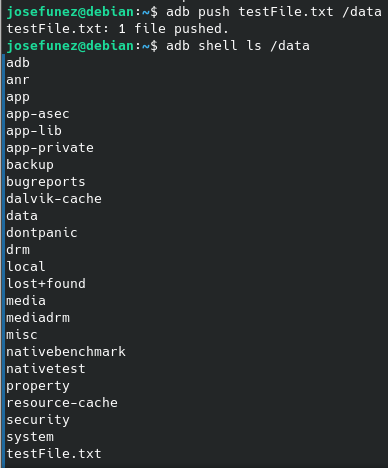 josefunez@debian:~$ adb push testFile.txt /data
testFile.txt: 1 file pushed.
josefunez@debian:~$ adb shell ls /data
adb
anr
app
app-asec
app-lib
app-private
backup
bugreports
dalvik-cache
data
dontpanic
drm
local
lost+found
media
mediadrm
misc
nativebenchmark
nativetest
property
resource-cache
security
system
testFile.txt